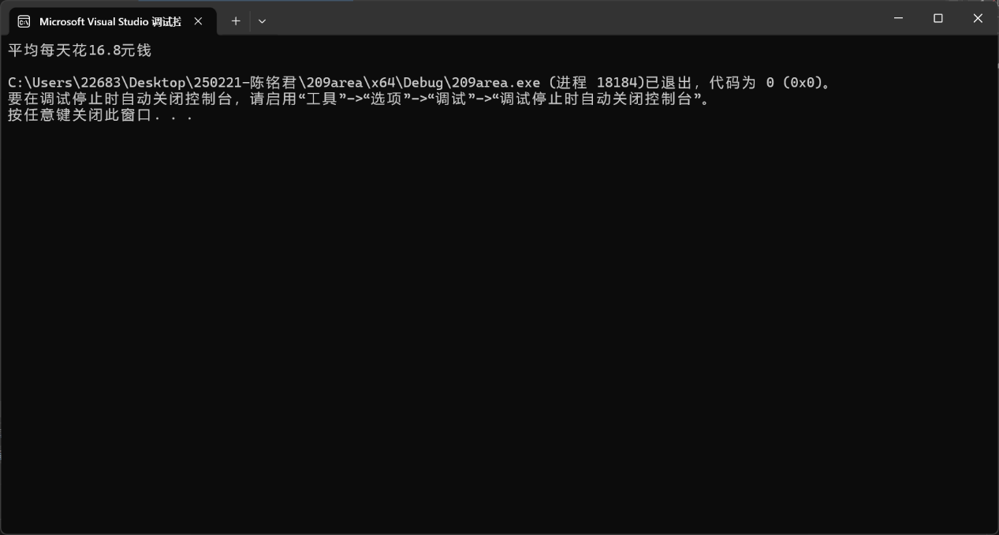 Microsoft Visual Studio 调试控
平均每天花16.8元钱
C:\Users\22683\Desktop\250221-陈铭君\209area\x64\Debug\209area.exe (进程 18184)已退出，代码为 0 (0x0)。
要在调试停止时自动关闭控制台，请启用“工具”->“选项”->“调试”->“调试停止时自动关闭控制台”。
按任意键关闭此窗口. . .